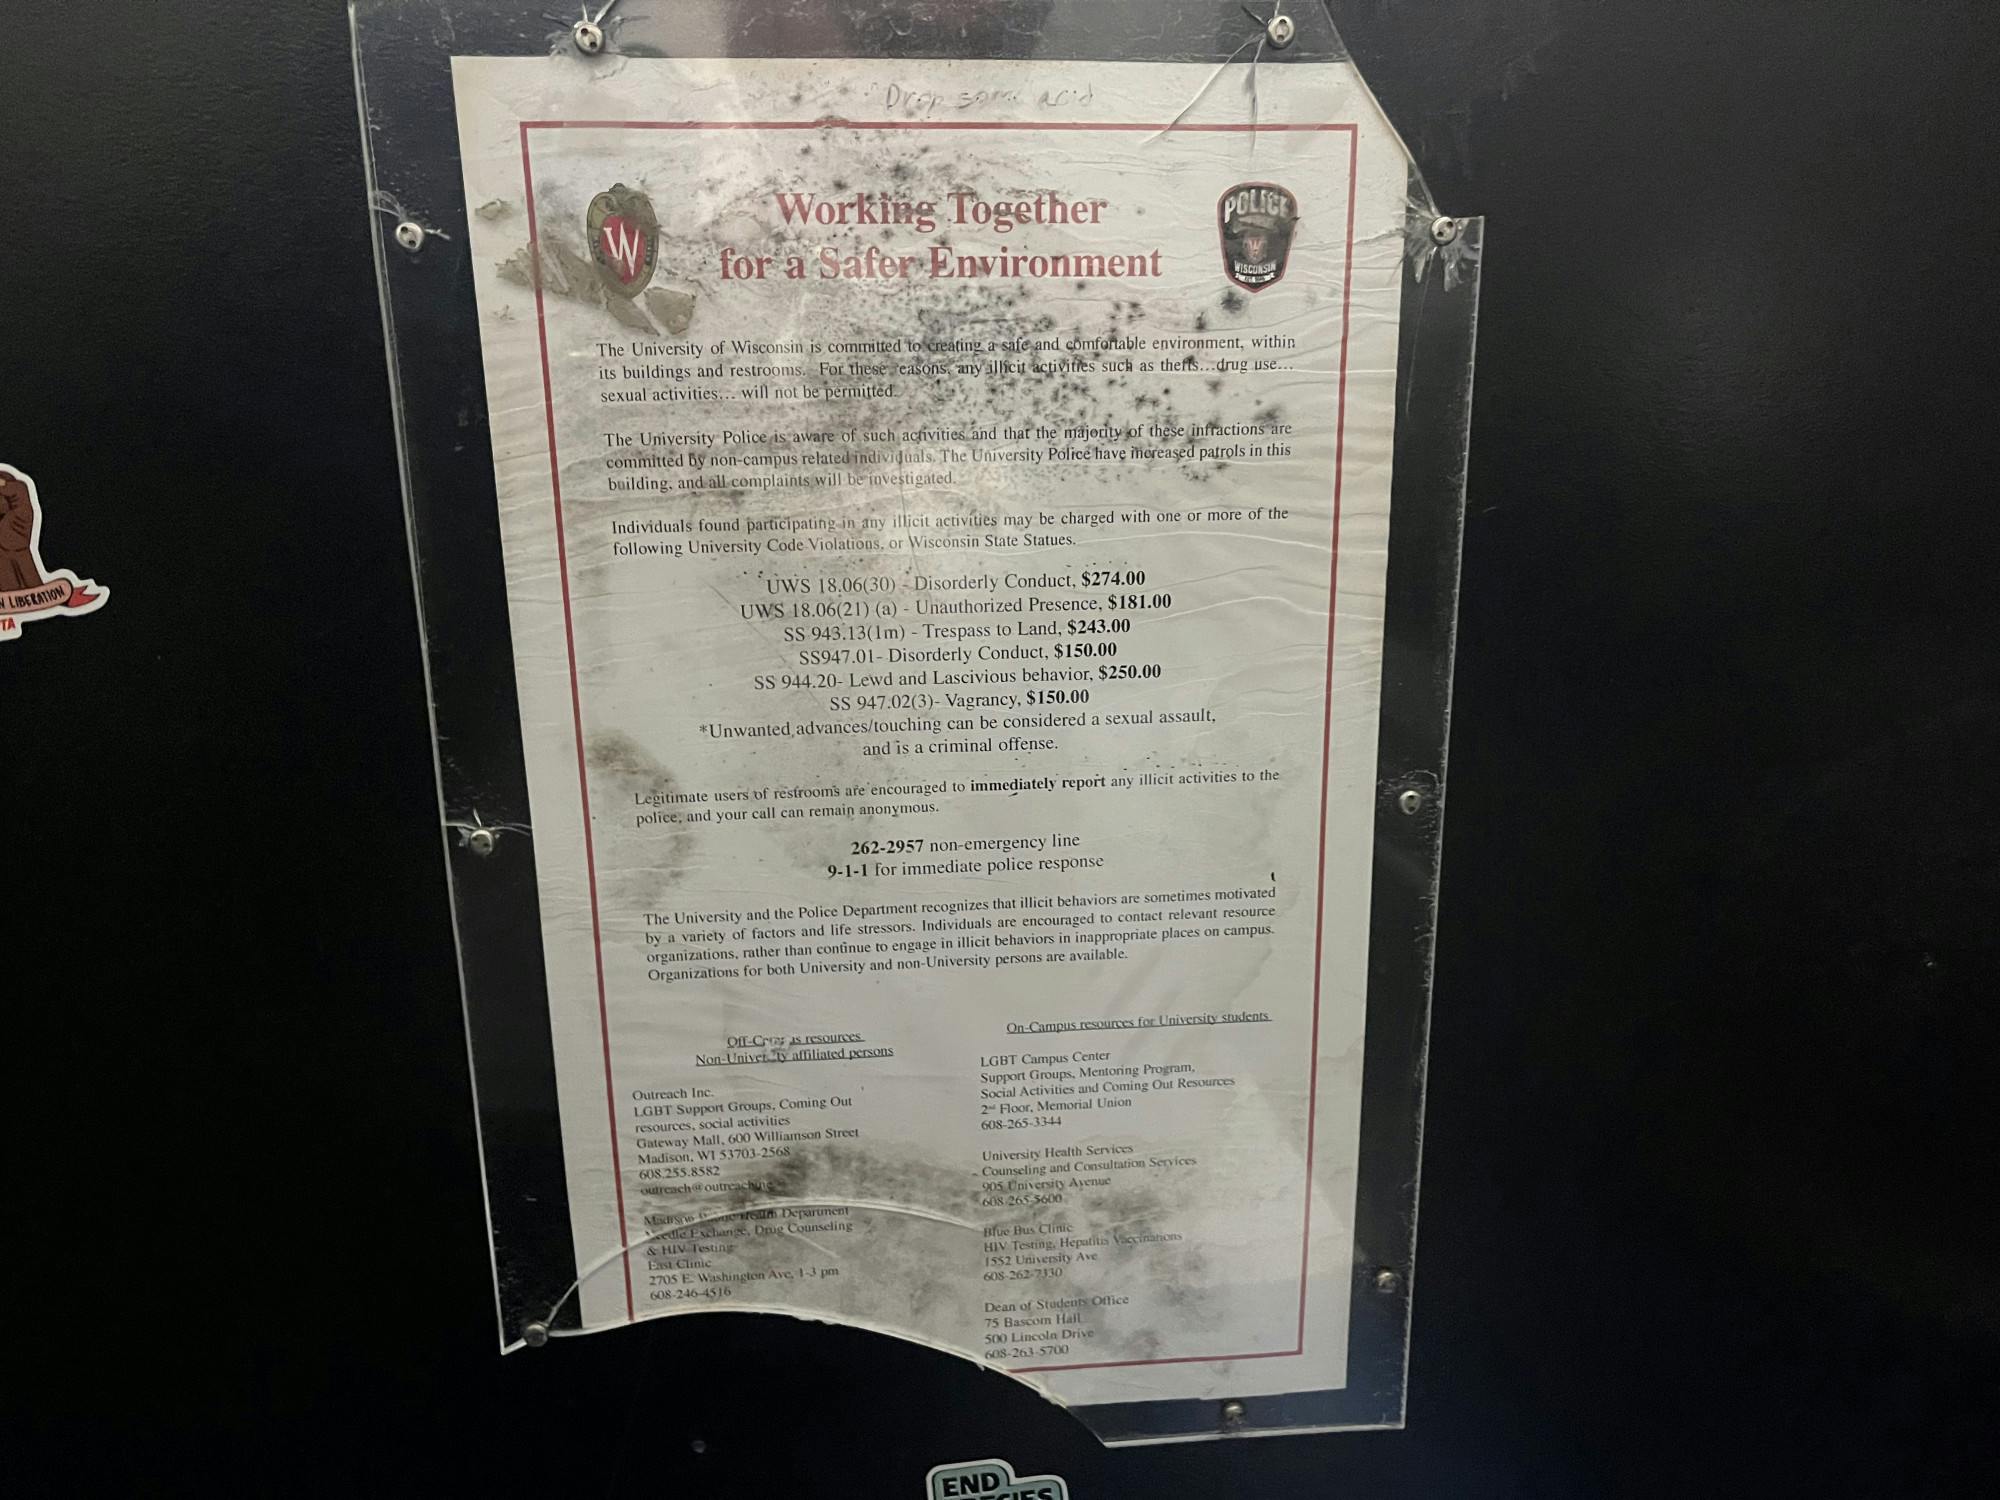 Drop some acid
W
POLICE
W
WISCONSIN
Working Together
for a Safer Environment
The University of Wisconsin is committed to creating a safe and comfortable environment, within
its buildings and restrooms. For these reasons, any illicit activities such as thefts…drug use…
sexual activities… will not be permitted.
The University Police is aware of such activities and that the majority of these infractions are
committed by non-campus related individuals. The University Police have increased patrols in this
building, and all complaints will be investigated.
Individuals found participating in any illicit activities may be charged with one or more of the
following University Code Violations, or Wisconsin State Statues.
UWS 18.06(30) - Disorderly Conduct, $274.00
UWS 18.06(21) (a) - Unauthorized Presence, $181.00
SS 943.13(1m) - Trespass to Land, $243.00
SS947.01- Disorderly Conduct, $150.00
SS 944.20- Lewd and Lascivious behavior, $250.00
SS 947.02(3)- Vagrancy, $150.00
*Unwanted advances/touching can be considered a sexual assault,
and is a criminal offense.
Legitimate users of restrooms are encouraged to immediately report any illicit activities to the
police, and your call can remain anonymous.
262-2957 non-emergency line
9-1-1 for immediate police response
The University and the Police Department recognizes that illicit behaviors are sometimes motivated
by a variety of factors and life stressors. Individuals are encouraged to contact relevant resource
organizations, rather than continue to engage in illicit behaviors in inappropriate places on campus.
Organizations for both University and non-University persons are available.
Off-Campus resources
Non-University affiliated persons
Outreach Inc.
LGBT Support Groups, Coming Out
resources, social activities
Gateway Mall, 600 Williamson Street
Madison, WI 53703-2568
608.255.8582
outreach@outreachinc
Madison Public Health Department
Needle Exchange, Drug Counseling
& HIV Testing
East Clinic
2705 E. Washington Ave, 1-3 pm
608-246-4516
On-Campus resources for University students
LGBT Campus Center
Support Groups, Mentoring Program,
Social Activities and Coming Out Resources
2nd Floor, Memorial Union
608-265-3344
University Health Services
Counseling and Consultation Services
905 University Avenue
608-265-5600
Blue Bus Clinic
HIV Testing, Hepatitis Vaccinations
1552 University Ave
608-262-7330
Dean of Students Office
75 Bascom Hall
500 Lincoln Drive
608-263-5700
LIBERATION
END